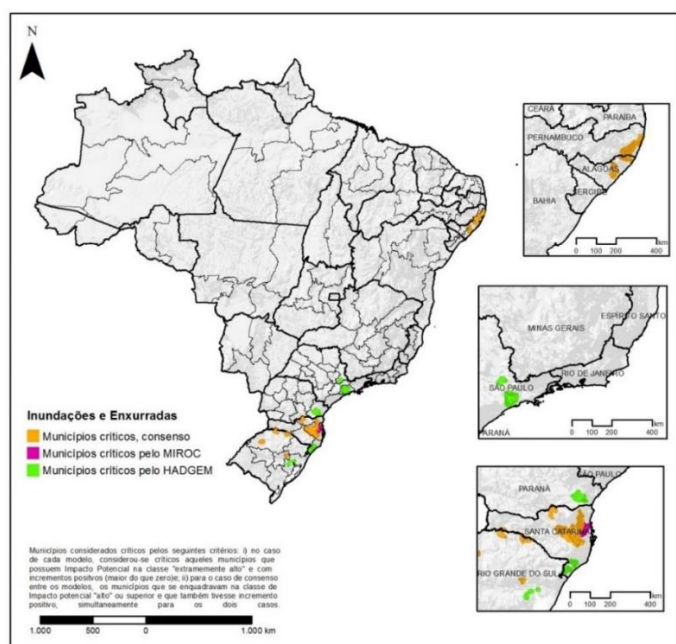 N
CEARÁ
PARAÍBA
PERNAMBUCO
ALAGOAS
SERGIPE
BAHIA
0 100 200 400
km
MINAS GERAIS
ESPÍRITO SANTO
SÃO PAULO
RIO DE JANEIRO
PARANÁ
0 100 200 400
km
Inundações e Enxurradas
Municípios críticos, consenso
Municípios críticos pelo MIROC
Municípios críticos pelo HADGEM
SÃO PAULO
PARANÁ
SANTA CATARINA
RIO GRANDE DO SUL
0 100 200 400
km
Municípios considerados críticos pelos seguintes critérios: i) no caso
de cada modelo, considerou-se críticos aqueles municípios que
possuem Impacto Potencial na classe "extremamente alto" e com
incrementos positvos (maior do que zero)e; ii) para o caso de consenso
entre os modelos, os municípios que se enquadravam na classe de
Impacto potencial "alto" ou superior e que também tivesse incremento
positivo, simultaneamente para os dois casos.
1.000 500 0 1.000 km